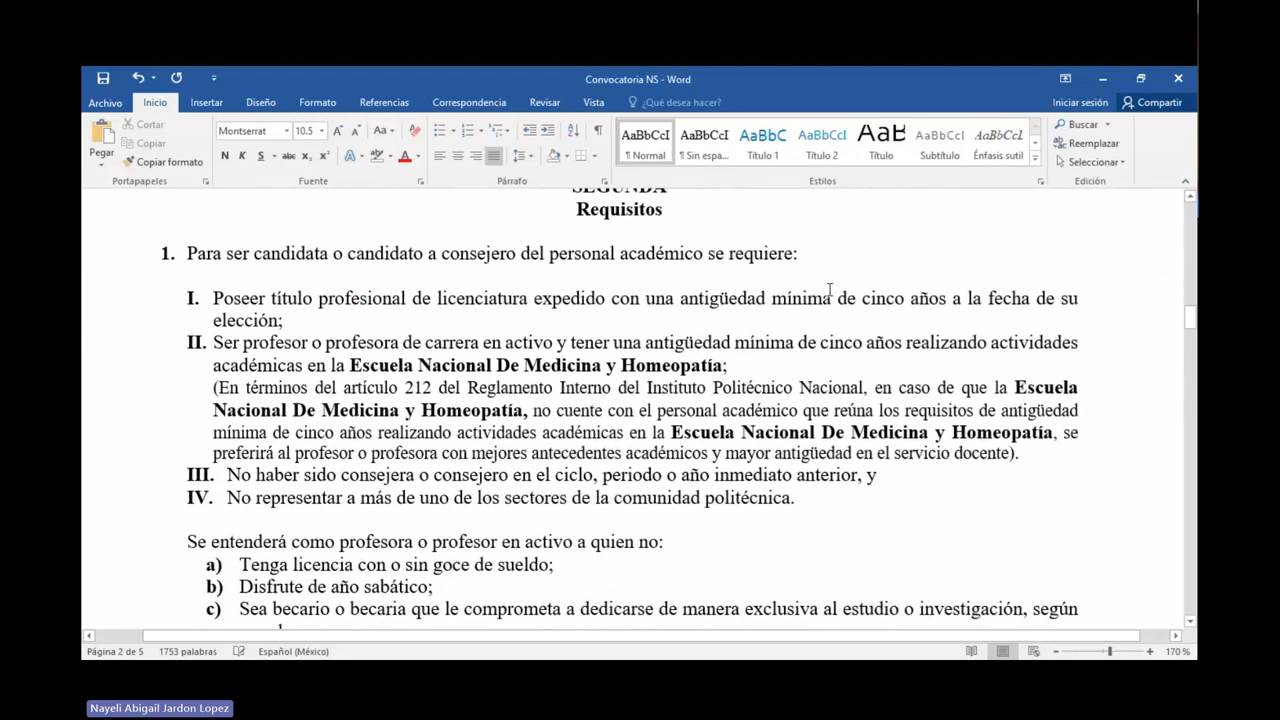 Convocatoria NS - Word
Archivo Inicio Insertar Diseño Formato Referencias Correspondencia Revisar Vista ¿Qué desea hacer? Iniciar sesión Compartir
Pegar
Cortar
Copiar
Copiar formato
Portapapeles
Montserrat 10.5
N K S abc x₂ x²
Fuente
Párrafo
AaBbCcI AaBbCcI AaBbC AaBbCcI AaB AaBbCcI AaBbCcI
¶ Normal ¶ Sin espa... Título 1 Título 2 Título Subtítulo Énfasis sutil
Estilos
Buscar
Reemplazar
Seleccionar
Edición
SEGUNDA
Requisitos
1. Para ser candidata o candidato a consejero del personal académico se requiere:
I. Poseer título profesional de licenciatura expedido con una antigüedad mínima de cinco años a la fecha de su
elección;
II. Ser profesor o profesora de carrera en activo y tener una antigüedad mínima de cinco años realizando actividades
académicas en la Escuela Nacional De Medicina y Homeopatía;
(En términos del artículo 212 del Reglamento Interno del Instituto Politécnico Nacional, en caso de que la Escuela
Nacional De Medicina y Homeopatía, no cuente con el personal académico que reúna los requisitos de antigüedad
mínima de cinco años realizando actividades académicas en la Escuela Nacional De Medicina y Homeopatía, se
preferirá al profesor o profesora con mejores antecedentes académicos y mayor antigüedad en el servicio docente).
III. No haber sido consejera o consejero en el ciclo, periodo o año inmediato anterior, y
IV. No representar a más de uno de los sectores de la comunidad politécnica.
Se entenderá como profesora o profesor en activo a quien no:
a) Tenga licencia con o sin goce de sueldo;
b) Disfrute de año sabático;
c) Sea becario o becaria que le comprometa a dedicarse de manera exclusiva al estudio o investigación, según
Página 2 de 5 1753 palabras Español (México) 170 %
Nayeli Abigail Jardon Lopez